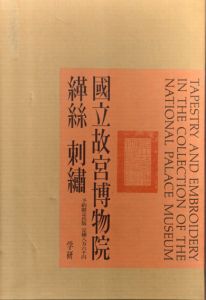 國立故宮博物院
緙絲 刺繡
学研
TAPESTRY AND EMBROIDERY
IN THE COLLECTION OF THE
NATIONAL PALACE MUSEUM